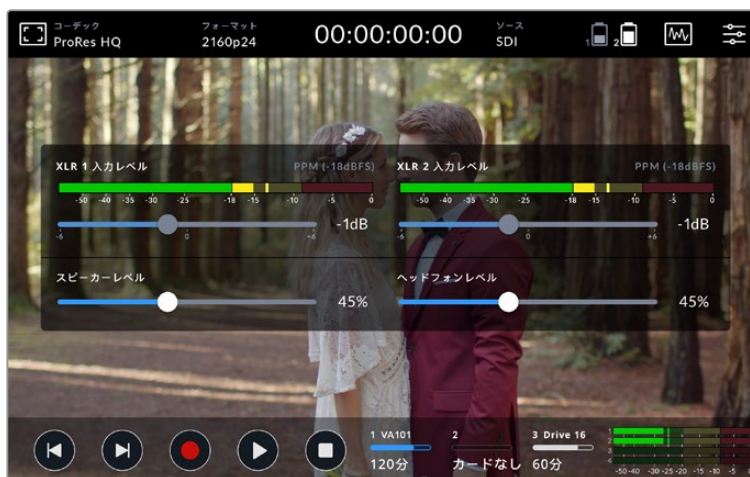 コーデック フォーマット 00:00:00:00 ソース
ProRes HQ 2160p24 SDI 1 2
XLR 1 入力レベル PPM (-18dBFS) XLR 2 入力レベル PPM (-18dBFS)
-50 -40 -35 -30 -25 -18 -15 -10 -5 0 -50 -40 -35 -30 -25 -18 -15 -10 -5 0
-1dB -1dB
-6 0 +6 -6 0 +6
スピーカーレベル ヘッドフォンレベル
45% 45%
1 VA101 2 3 Drive 16
120分 カードなし 60分
1
2
3
4
-50 -40 -30 -25 -20 -15 -10 -5 0